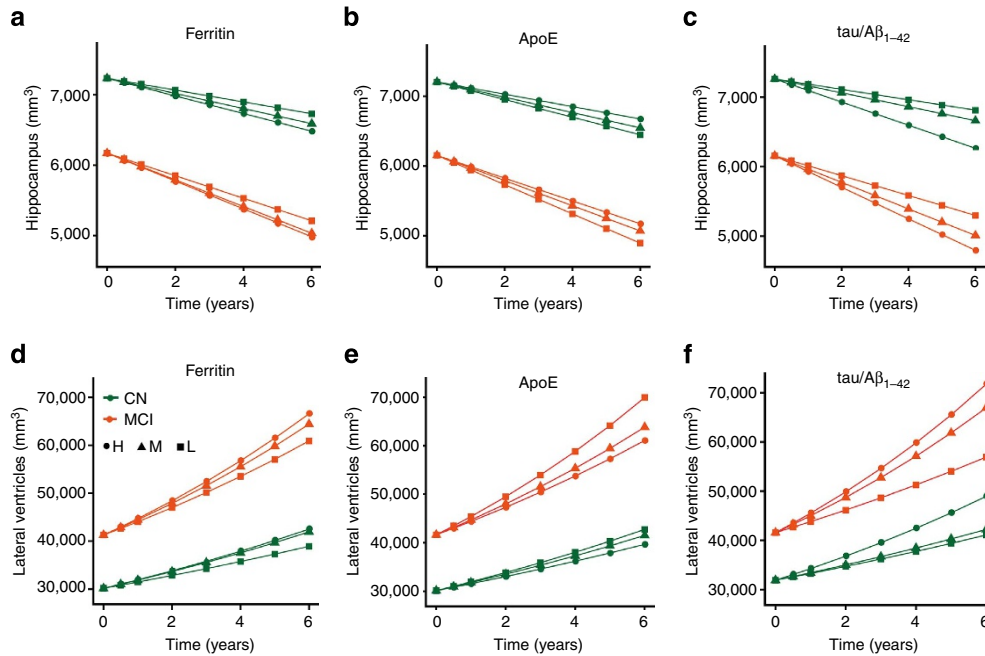 a
Ferritin
Hippocampus (mm³)
7,000
6,000
5,000
0 2 4 6
Time (years)
b
ApoE
Hippocampus (mm³)
7,000
6,000
5,000
0 2 4 6
Time (years)
c
tau/Aβ₁₋₄₂
Hippocampus (mm³)
7,000
6,000
5,000
0 2 4 6
Time (years)
d
Ferritin
Lateral ventricles (mm³)
70,000
60,000
50,000
40,000
30,000
CN
MCI
H M L
0 2 4 6
Time (years)
e
ApoE
Lateral ventricles (mm³)
70,000
60,000
50,000
40,000
30,000
0 2 4 6
Time (years)
f
tau/Aβ₁₋₄₂
Lateral ventricles (mm³)
70,000
60,000
50,000
40,000
30,000
0 2 4 6
Time (years)